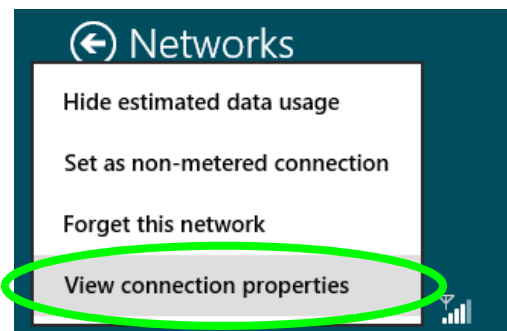 Networks
Hide estimated data usage
Set as non-metered connection
Forget this network
View connection properties